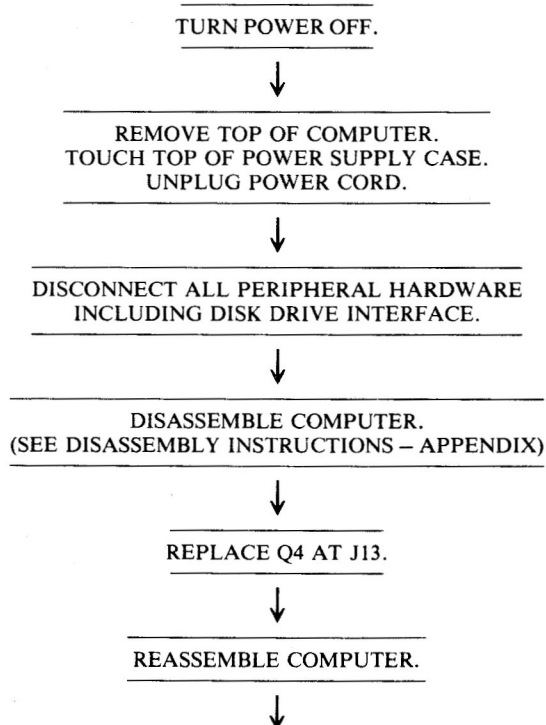 TURN POWER OFF.
REMOVE TOP OF COMPUTER.
TOUCH TOP OF POWER SUPPLY CASE.
UNPLUG POWER CORD.
DISCONNECT ALL PERIPHERAL HARDWARE
INCLUDING DISK DRIVE INTERFACE.
DISASSEMBLE COMPUTER.
(SEE DISASSEMBLY INSTRUCTIONS – APPENDIX)
REPLACE Q4 AT J13.
REASSEMBLE COMPUTER.